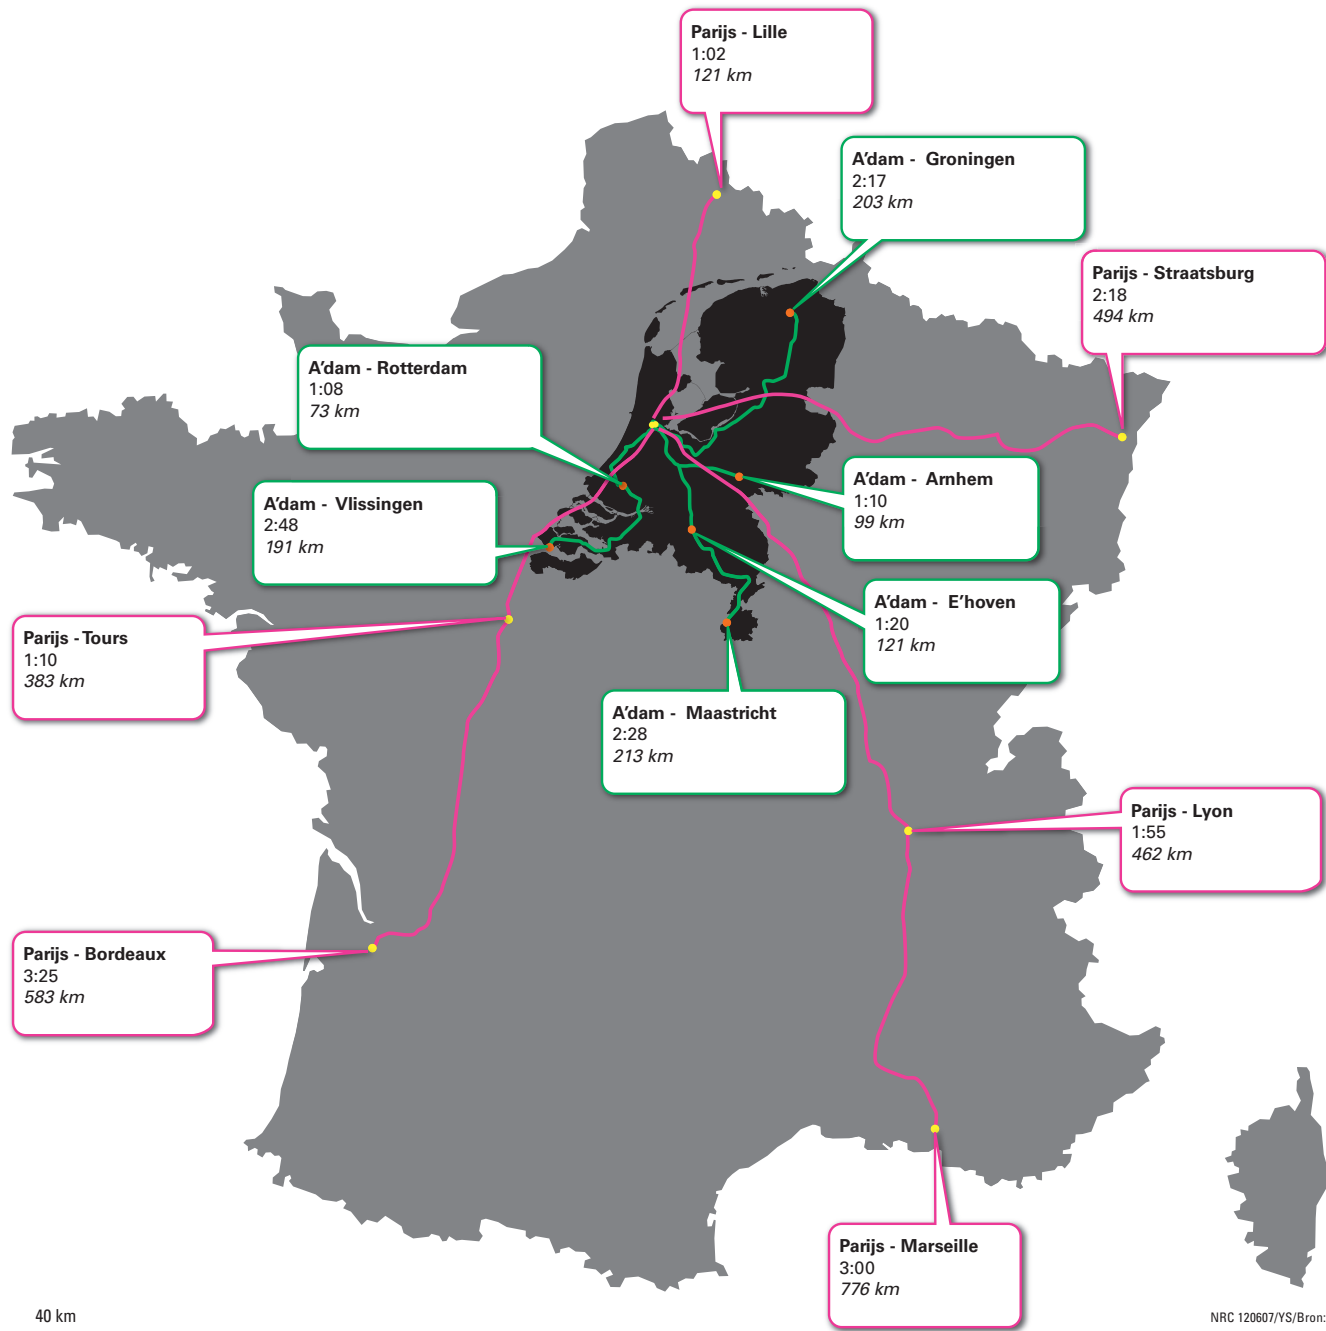 Parijs - Lille
1:02
121 km
A'dam - Groningen
2:17
203 km
Parijs - Straatsburg
2:18
494 km
A'dam - Rotterdam
1:08
73 km
A'dam - Vlissingen
2:48
191 km
A'dam - Arnhem
1:10
99 km
A'dam - E'hoven
1:20
121 km
Parijs - Tours
1:10
383 km
A'dam - Maastricht
2:28
213 km
Parijs - Lyon
1:55
462 km
Parijs - Bordeaux
3:25
583 km
Parijs - Marseille
3:00
776 km
40 km
NRC 120607/YS/Bron: